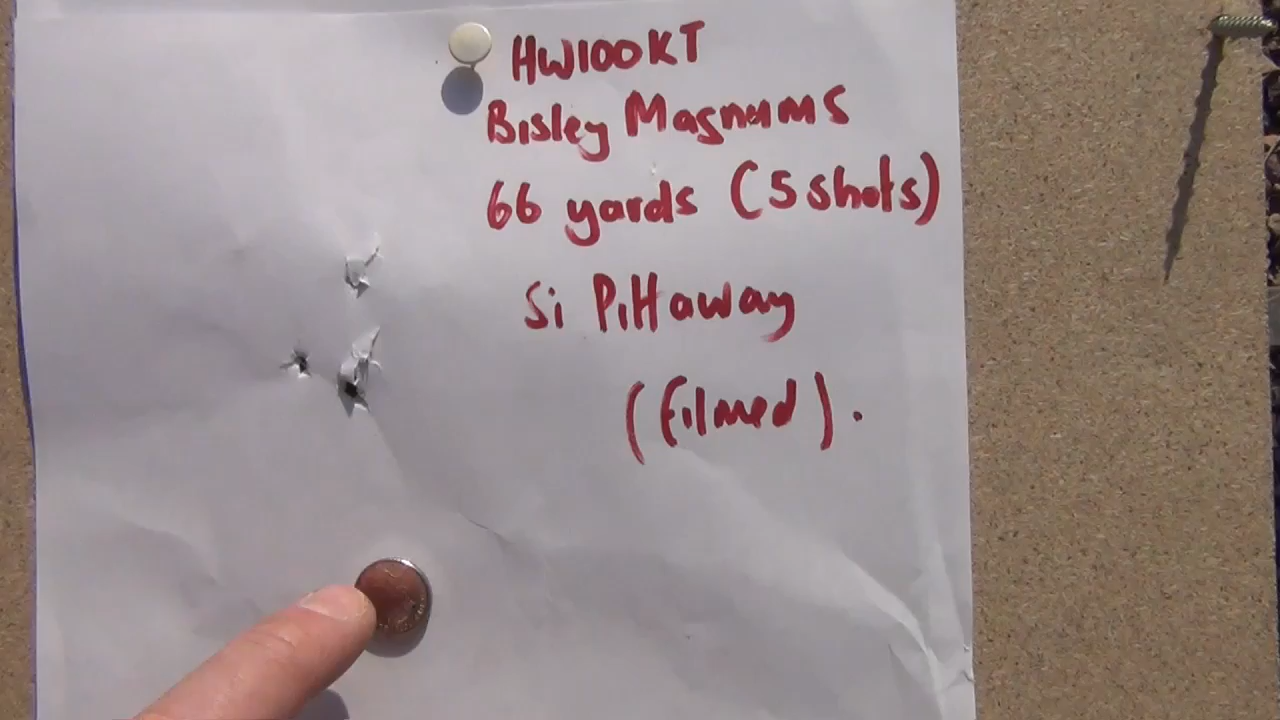 HW100KT
Bisley Magnums
66 yards (5 shots)
Si Pittaway
(filmed).